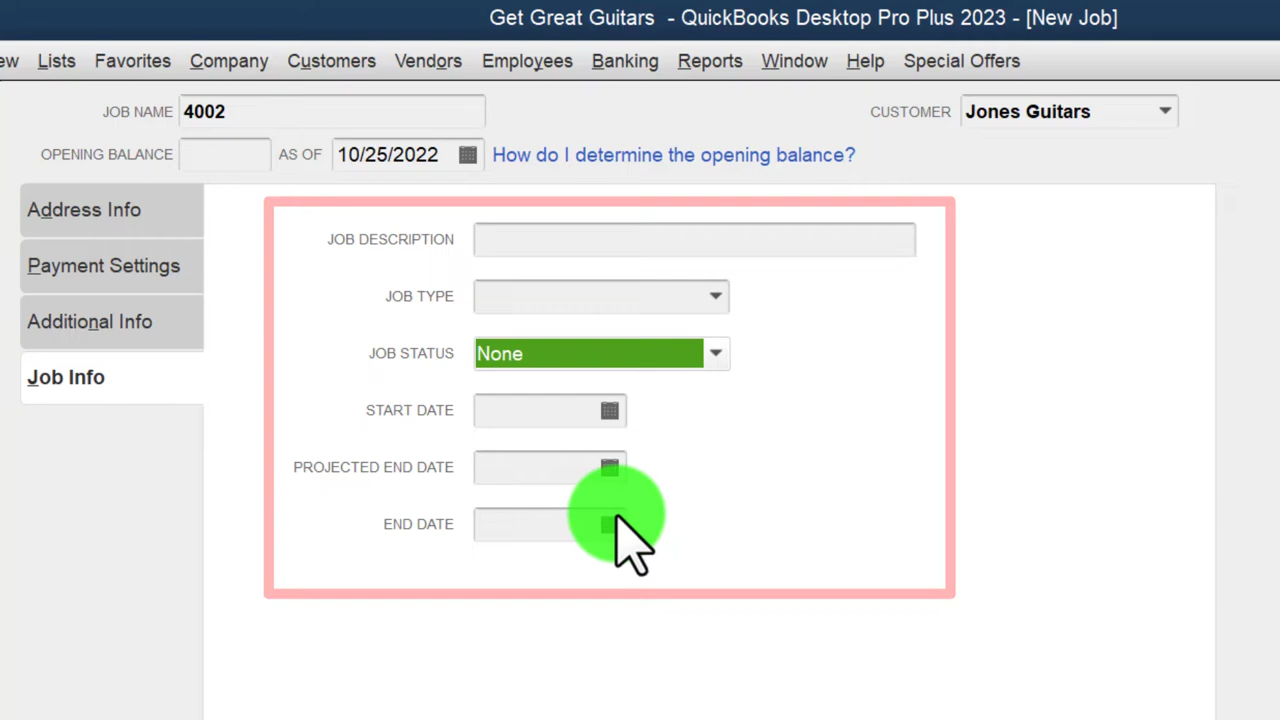 Get Great Guitars - QuickBooks Desktop Pro Plus 2023 - [New Job]
ew Lists Favorites Company Customers Vendors Employees Banking Reports Window Help Special Offers
JOB NAME 4002 CUSTOMER Jones Guitars
OPENING BALANCE AS OF 10/25/2022 How do I determine the opening balance?
Address Info
Payment Settings
Additional Info
Job Info
JOB DESCRIPTION
JOB TYPE
JOB STATUS None
START DATE
PROJECTED END DATE
END DATE